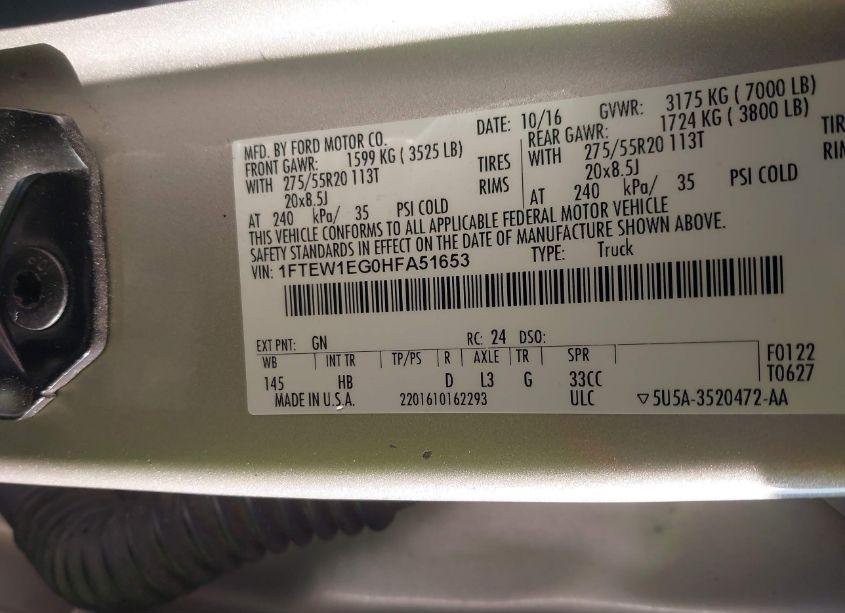 MFD. BY FORD MOTOR CO. DATE: 10/16 GVWR: 3175 KG ( 7000 LB)
FRONT GAWR: 1599 KG ( 3525 LB) REAR GAWR: 1724 KG ( 3800 LB)
WITH 275/55R20 113T TIRES WITH 275/55R20 113T TIR
20x8.5J RIMS 20x8.5J RIM
AT 240 kPa/ 35 PSI COLD AT 240 kPa/ 35 PSI COLD
THIS VEHICLE CONFORMS TO ALL APPLICABLE FEDERAL MOTOR VEHICLE
SAFETY STANDARDS IN EFFECT ON THE DATE OF MANUFACTURE SHOWN ABOVE.
VIN: 1FTEW1EG0HFA51653 TYPE: Truck
EXT PNT: GN RC: 24 DSO:
WB INT TR TP/PS R AXLE TR SPR F0122
145 HB D L3 G 33CC T0627
MADE IN U.S.A. 2201610162293 ULC ▽5U5A-3520472-AA